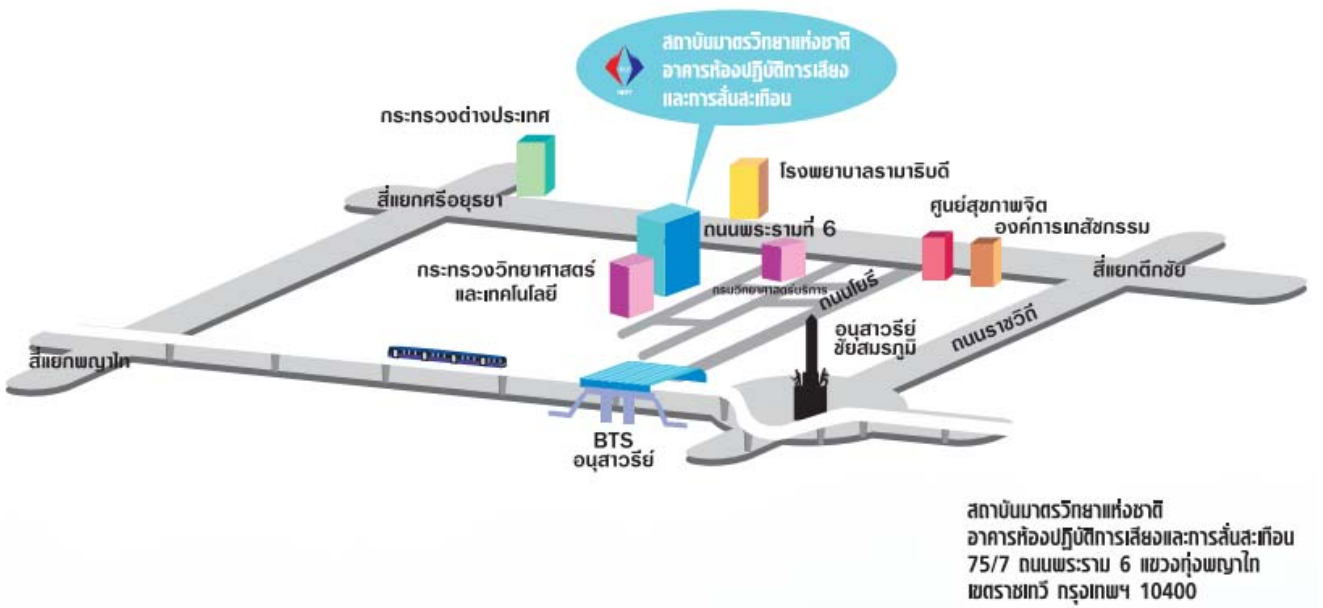 สถาบันมาตรวิทยาแห่งชาติ
อาคารห้องปฏิบัติการเสียง
และการสั่นสะเทือน
กระทรวงต่างประเทศ
โรงพยาบาลรามาธิบดี
สี่แยกศรีอยุธยา
ศูนย์สุขภาพจิต
องค์การเภสัชกรรม
ถนนพระรามที่ 6
กระทรวงวิทยาศาสตร์
และเทคโนโลยี
สี่แยกตึกชัย
กรมวิทยาศาสตร์บริการ
ถนนโยธี
อนุสาวรีย์
ชัยสมรภูมิ
ถนนราชวิถี
สี่แยกพญาไท
BTS
อนุสาวรีย์
สถาบันมาตรวิทยาแห่งชาติ
อาคารห้องปฏิบัติการเสียงและการสั่นสะเทือน
75/7 ถนนพระราม 6 แขวงทุ่งพญาไท
เขตราชเทวี กรุงเทพฯ 10400